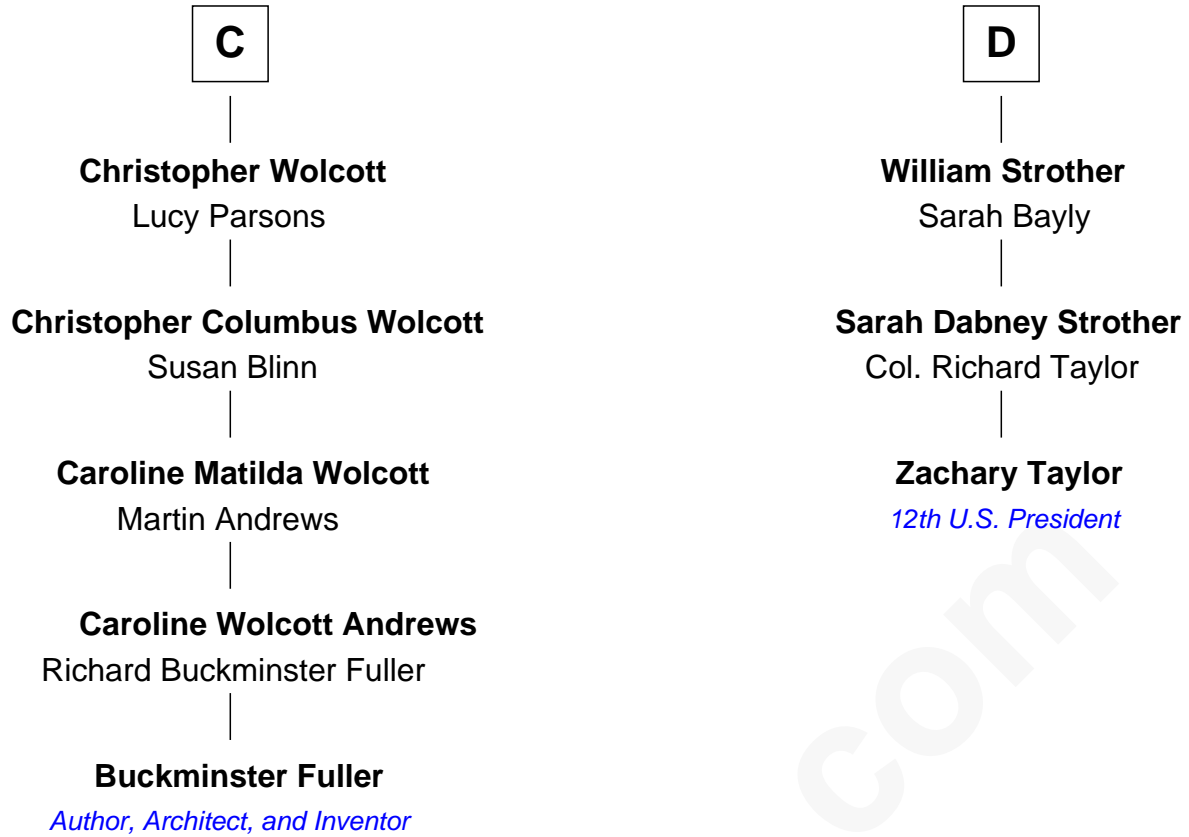 C
Christopher Wolcott
Lucy Parsons
Christopher Columbus Wolcott
Susan Blinn
Caroline Matilda Wolcott
Martin Andrews
Caroline Wolcott Andrews
Richard Buckminster Fuller
Buckminster Fuller
Author, Architect, and Inventor
D
William Strother
Sarah Bayly
Sarah Dabney Strother
Col. Richard Taylor
Zachary Taylor
12th U.S. President
com